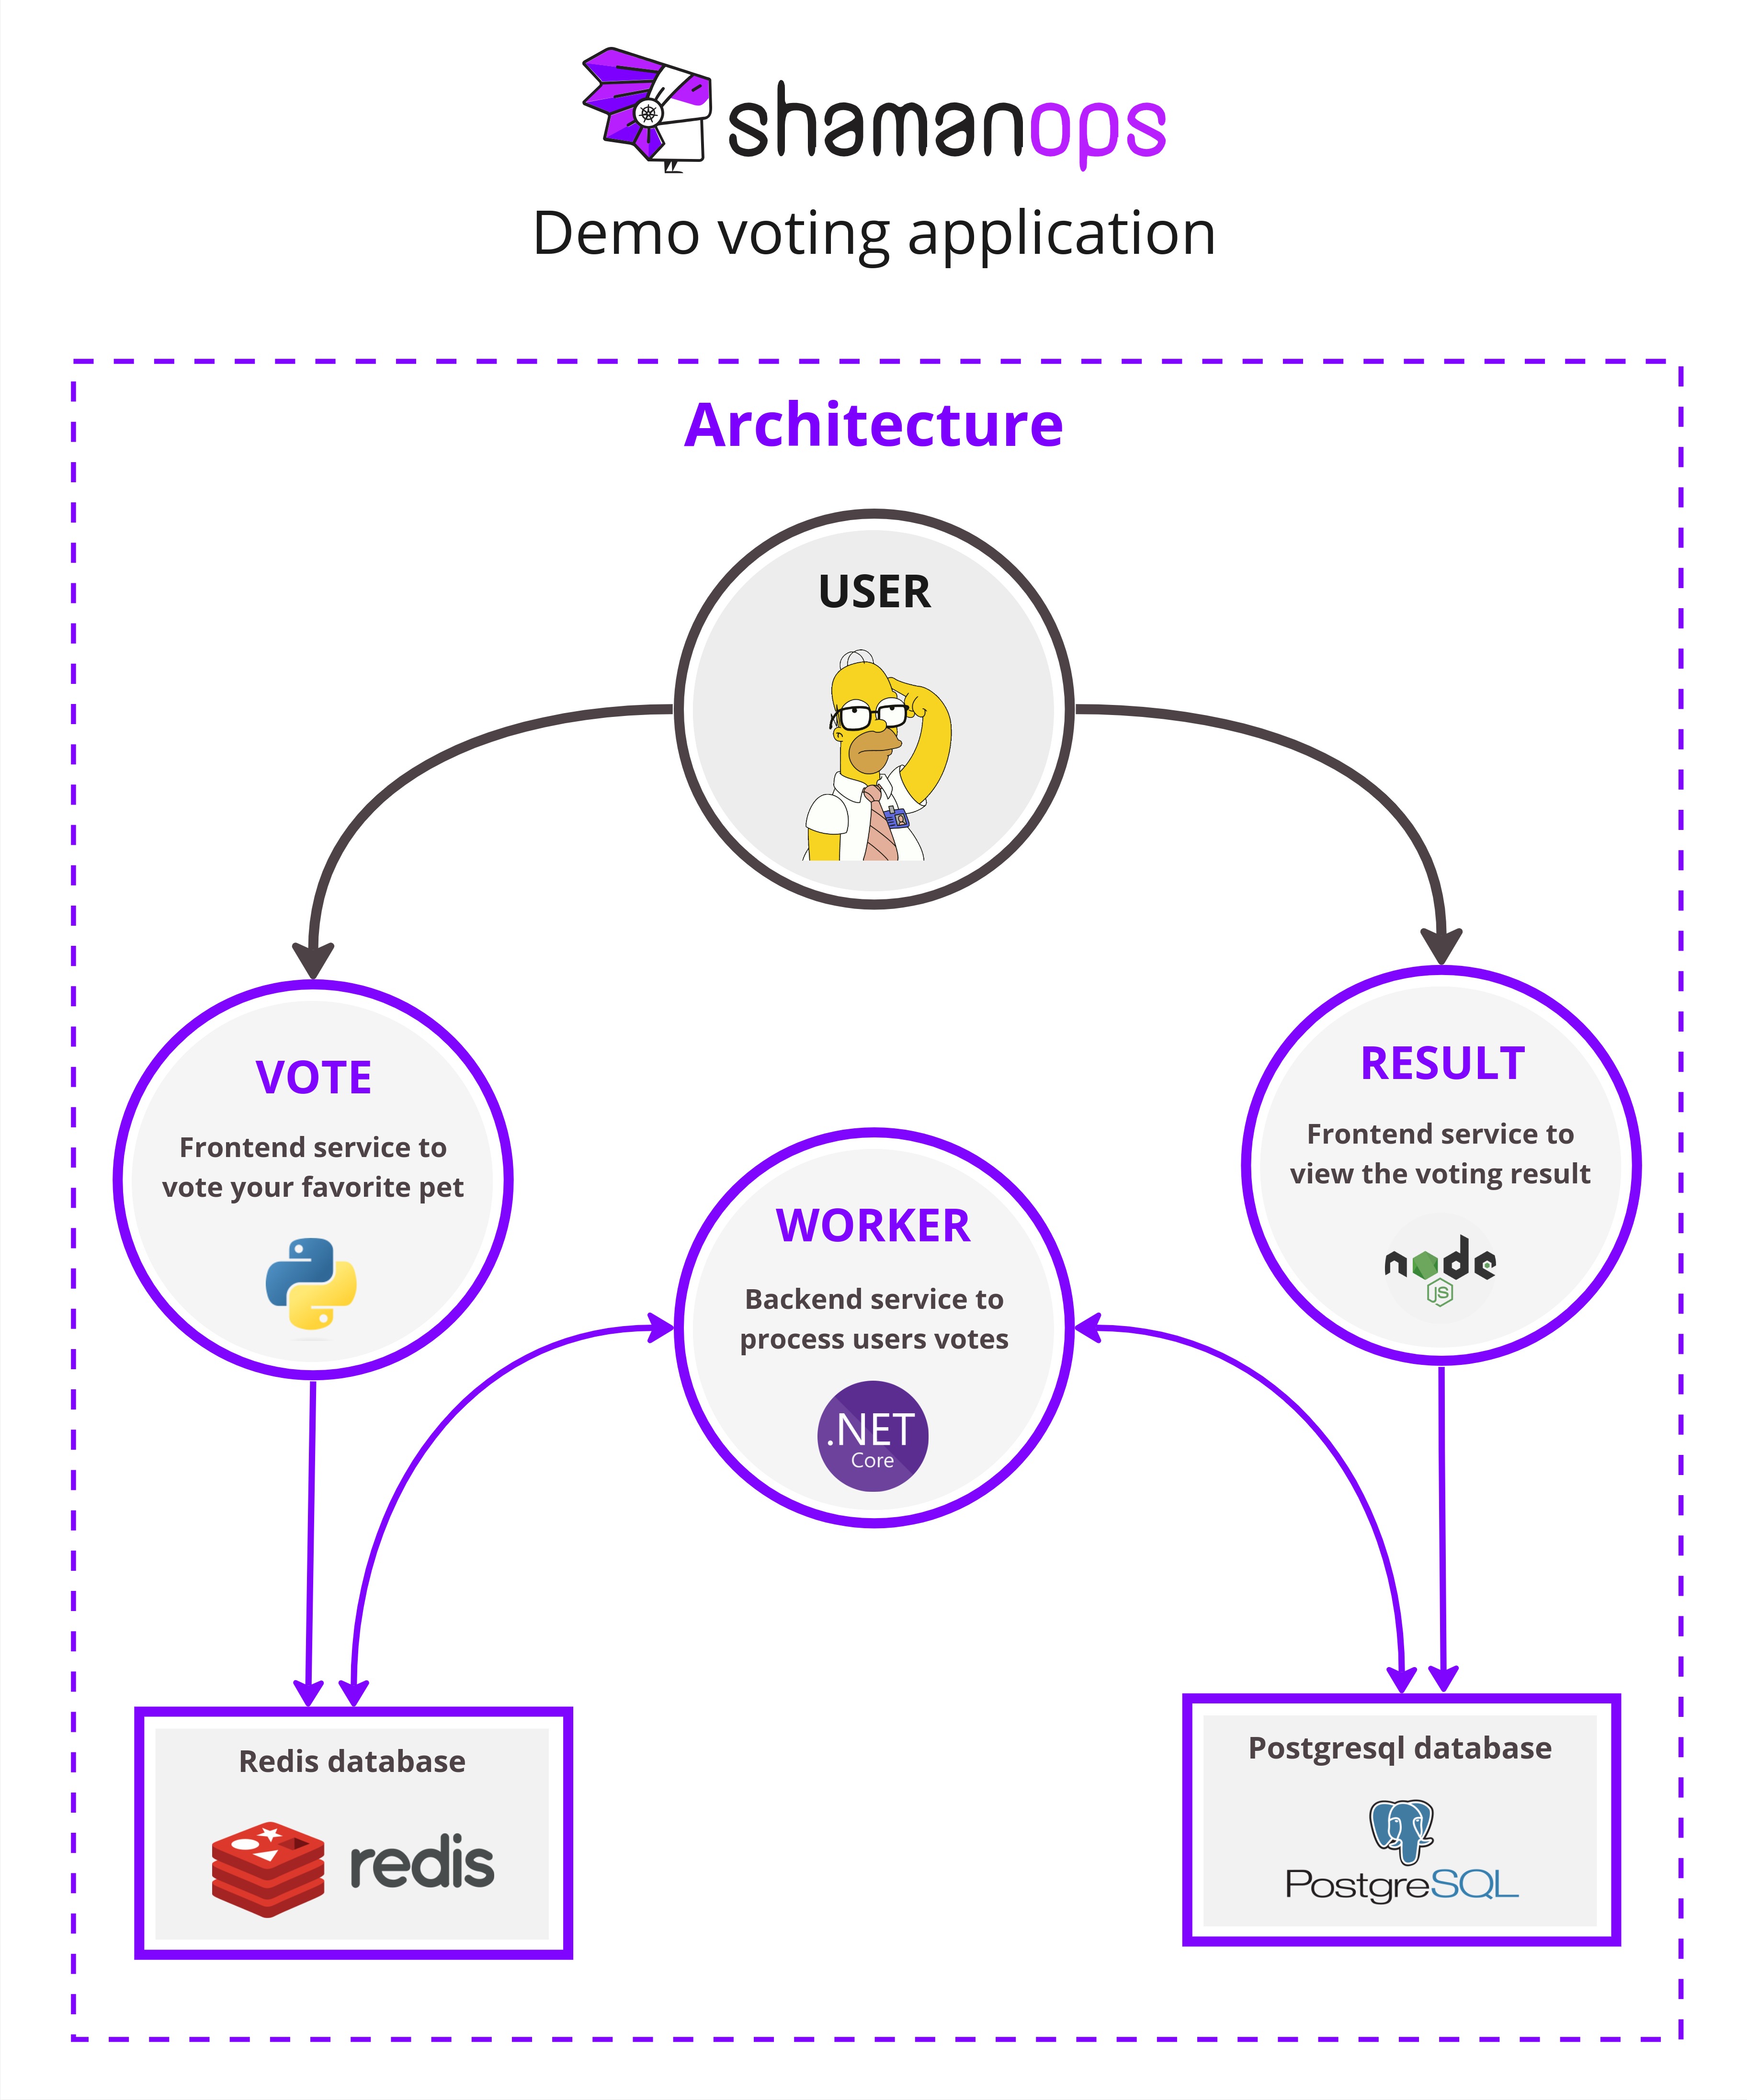 shamanops
Demo voting application
Architecture
USER
VOTE
Frontend service to
vote your favorite pet
RESULT
Frontend service to
view the voting result
node
JS
WORKER
Backend service to
process users votes
.NET
Core
Redis database
redis
Postgresql database
PostgreSQL